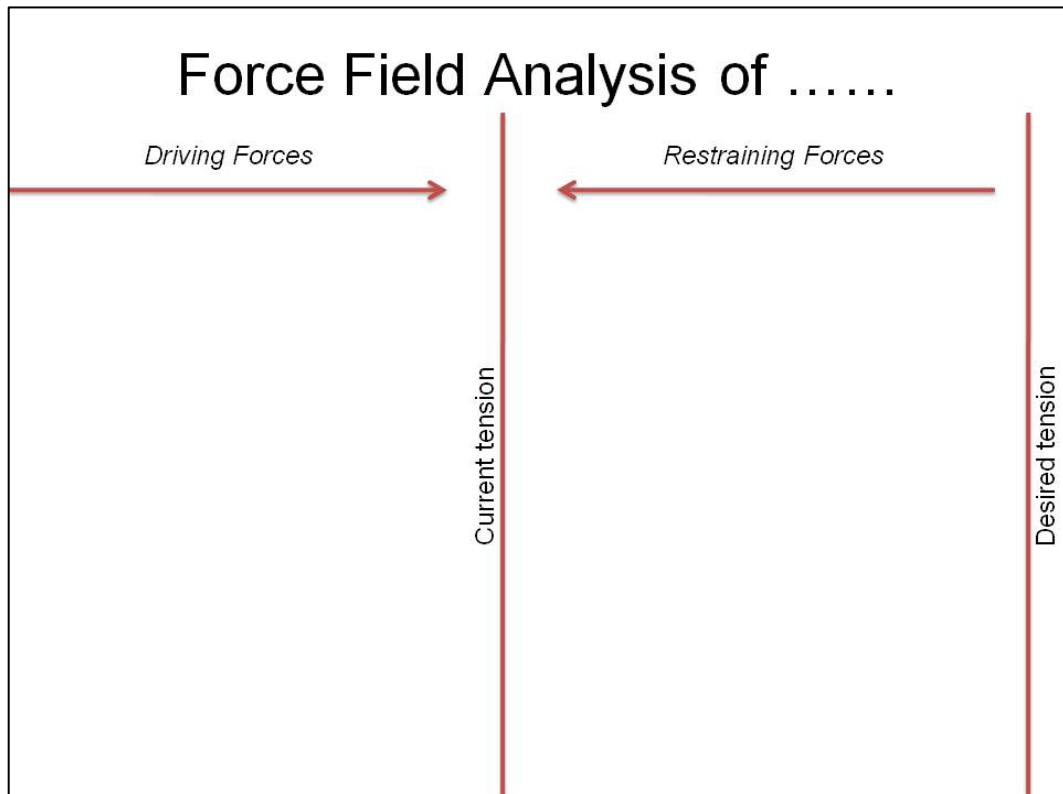 Force Field Analysis of ……
Driving Forces
Restraining Forces
Current tension
Desired tension